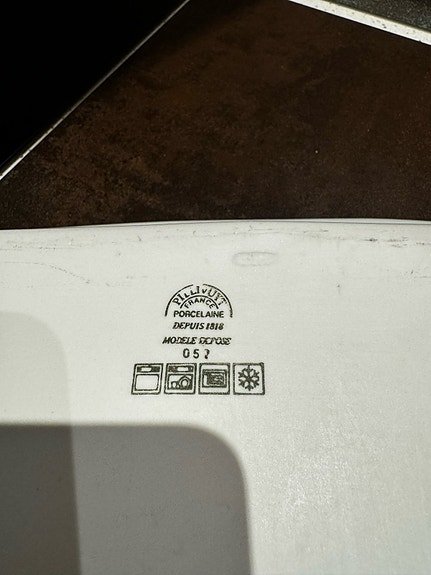 PILLIVUYT
FRANCE
PORCELAINE
DEPUIS 1818
MODELE DEPOSE
057